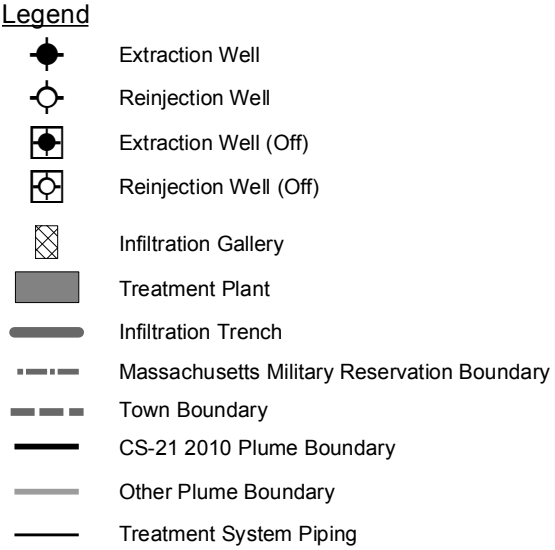 Legend
Extraction Well
Reinjection Well
Extraction Well (Off)
Reinjection Well (Off)
Infiltration Gallery
Treatment Plant
Infiltration Trench
Massachusetts Military Reservation Boundary
Town Boundary
CS-21 2010 Plume Boundary
Other Plume Boundary
Treatment System Piping